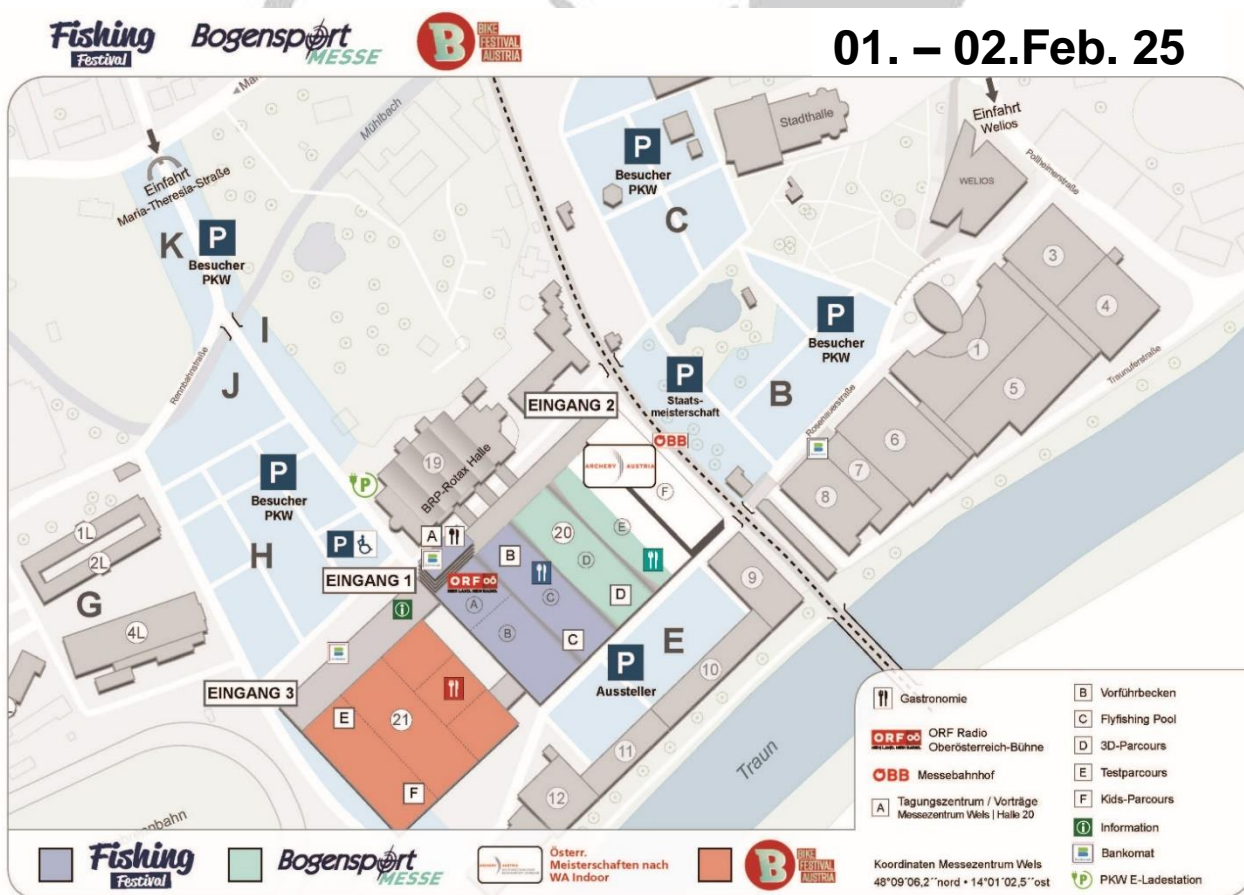 Fishing
Festival
Bogensport
MESSE
B
BIKE
FESTIVAL
AUSTRIA
01. – 02.Feb. 25
Mühlbach
Einfahrt
Maria-Theresia-Straße
K
P
Besucher
PKW
I
J
Rennbahnstraße
P
Besucher
PKW
H
P
1L
2L
G
4L
P
Besucher
PKW
C
Stadthalle
Einfahrt
Welios
Pollheimerstraße
WELIOS
3
4
1
5
Traunuferstraße
P
Besucher
PKW
B
Rosenauerstraße
6
7
8
P
Staats-
meisterschaft
EINGANG 2
ÖBB
ARCHERY AUSTRIA
F
19
BRP-Rotax Halle
P
A
EINGANG 1
ORF oö
20
E
D
D
B
C
A
B
C
9
E
P
Aussteller
10
11
12
Traun
EINGANG 3
E
21
F
Gastronomie
ORF oö
ORF Radio
Oberösterreich-Bühne
ÖBB Messebahnhof
A Tagungszentrum / Vorträge
Messezentrum Wels | Halle 20
B Vorführbecken
C Flyfishing Pool
D 3D-Parcours
E Testparcours
F Kids-Parcours
i Information
Bankomat
P PKW E-Ladestation
Koordinaten Messezentrum Wels
48°09´06,2´´nord • 14°01´02,5´´ost
Fishing
Festival
Bogensport
MESSE
ARCHERY AUSTRIA
Österr.
Meisterschaften nach
WA Indoor
B
BIKE
FESTIVAL
AUSTRIA